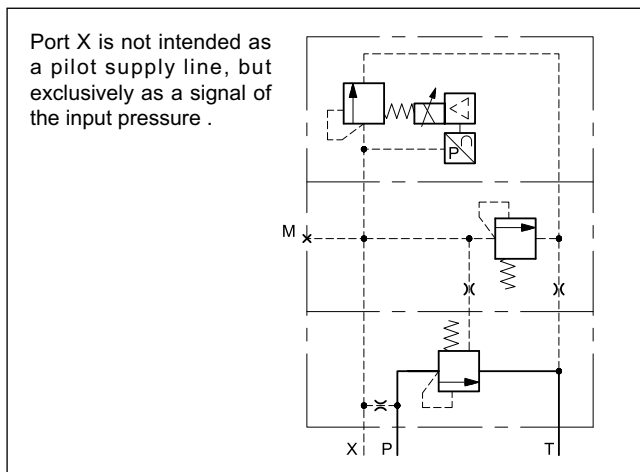 Port X is not intended as
a pilot supply line, but
exclusively as a signal of
the input pressure .
P
M
X P T